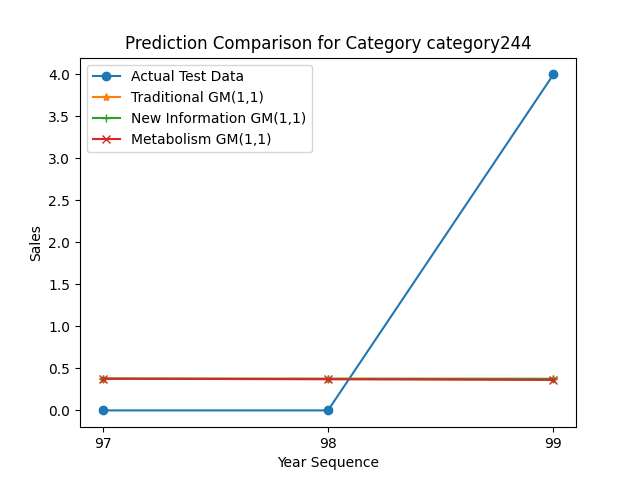 Prediction Comparison for Category category244
Actual Test Data
Traditional GM(1,1)
New Information GM(1,1)
Metabolism GM(1,1)
4.0
3.5
3.0
2.5
2.0
1.5
1.0
0.5
0.0
Sales
97
98
99
Year Sequence